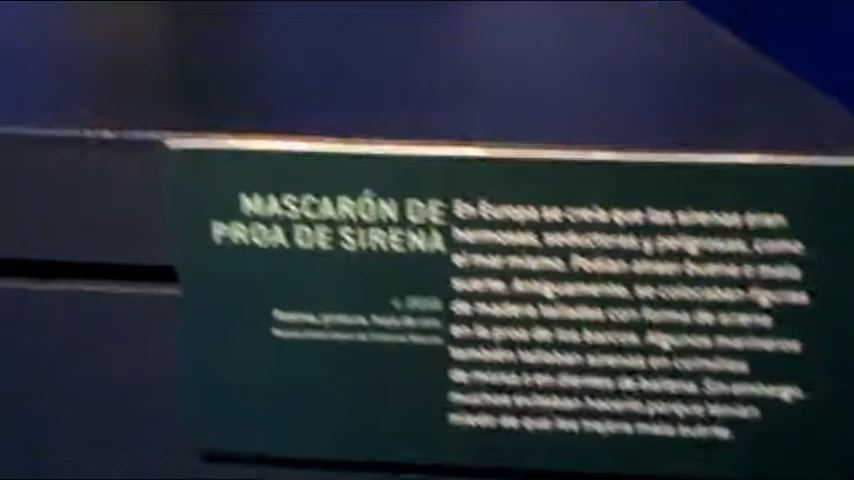 MASCARÓN DE
PROA DE SIRENA
En Europa se creía que las sirenas eran
hermosas, seductoras y peligrosas, como
el mar mismo. Podían atraer buena o mala
suerte. Antiguamente, se colocaban figuras
de madera talladas con forma de sirena
en la proa de los barcos. Algunos marineros
también tallaban sirenas en colmillos
de morsa o en dientes de ballena. Sin embargo,
muchos evitaban hacerlo porque tenían
miedo de que les trajera mala suerte.